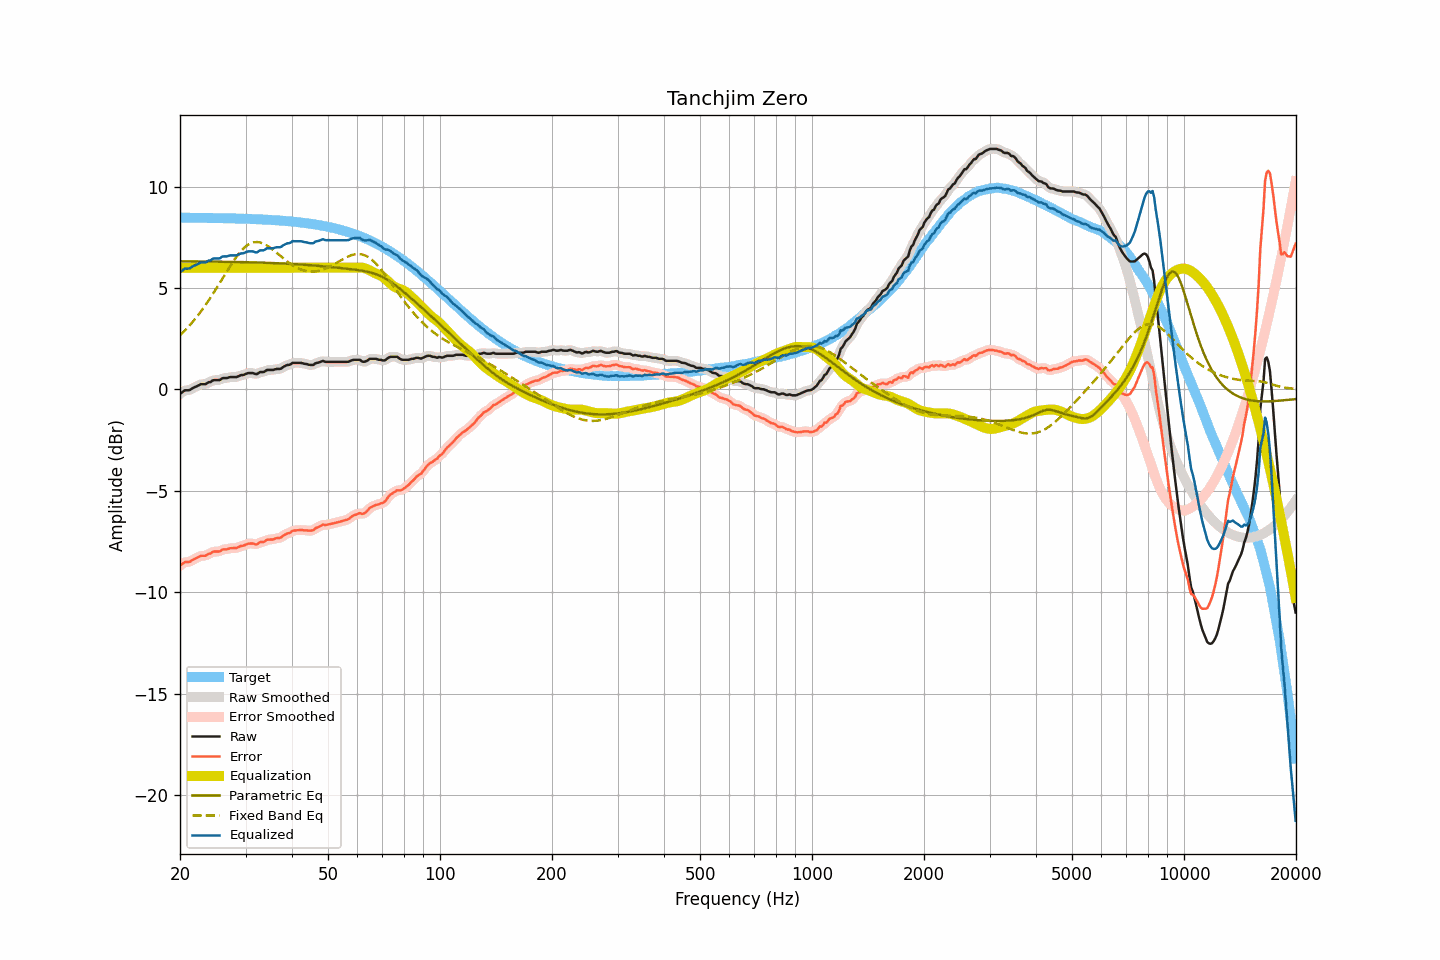 Tanchjim Zero
Amplitude (dBr)
10
5
0
−5
−10
−15
−20
Target
Raw Smoothed
Error Smoothed
Raw
Error
Equalization
Parametric Eq
Fixed Band Eq
Equalized
20 50 100 200 500 1000 2000 5000 10000 20000
Frequency (Hz)